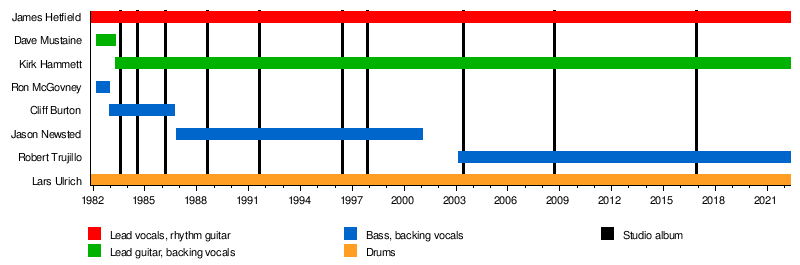 James Hetfield
Dave Mustaine
Kirk Hammett
Ron McGovney
Cliff Burton
Jason Newsted
Robert Trujillo
Lars Ulrich
1982 1985 1988 1991 1994 1997 2000 2003 2006 2009 2012 2015 2018 2021
Lead vocals, rhythm guitar Bass, backing vocals Studio album
Lead guitar, backing vocals Drums